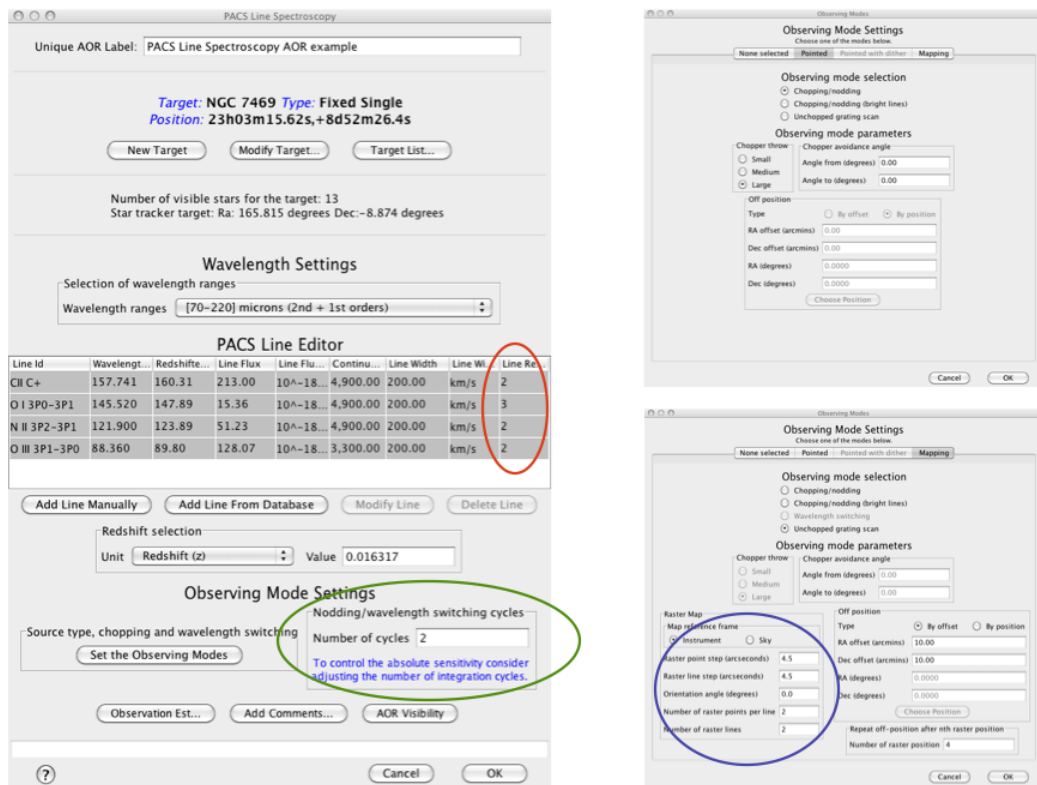 PACS Line Spectroscopy
Unique AOR Label: PACS Line Spectroscopy AOR example
Target: NGC 7469 Type: Fixed Single
Position: 23h03m15.62s,+8d52m26.4s
New Target Modify Target... Target List...
Number of visible stars for the target: 13
Star tracker target: Ra: 165.815 degrees Dec:-8.874 degrees
Wavelength Settings
Selection of wavelength ranges
Wavelength ranges [70-220] microns (2nd + 1st orders)
PACS Line Editor
Line Id Wavelengt... Redshifte... Line Flux Line Flu... Continu... Line Width Line Wi... Line Re...
CII C+ 157.741 160.31 213.00 10^-18... 4,900.00 200.00 km/s 2
O I 3P0-3P1 145.520 147.89 15.36 10^-18... 4,900.00 200.00 km/s 3
N II 3P2-3P1 121.900 123.89 51.23 10^-18... 4,900.00 200.00 km/s 2
O III 3P1-3P0 88.360 89.80 128.07 10^-18... 3,300.00 200.00 km/s 2
Add Line Manually Add Line From Database Modify Line Delete Line
Redshift selection
Unit Redshift (z) Value 0.016317
Observing Mode Settings
Nodding/wavelength switching cycles
Source type, chopping and wavelength switching
Number of cycles 2
Set the Observing Modes
To control the absolute sensitivity consider
adjusting the number of integration cycles.
Observation Est... Add Comments... AOR Visibility
? Cancel OK
Observing Modes
Observing Mode Settings
Choose one of the modes below.
None selected Pointed Pointed with dither Mapping
Observing mode selection
Chopping/nodding
Chopping/nodding (bright lines)
Unchopped grating scan
Observing mode parameters
Chopper throw Chopper avoidance angle
Small Angle from (degrees) 0.00
Medium
Large Angle to (degrees) 0.00
Off position
Type By offset By position
RA offset (arcmins) 0.00
Dec offset (arcmins) 0.00
RA (degrees) 0.0000
Dec (degrees) 0.0000
Choose Position
Cancel OK
Observing Modes
Observing Mode Settings
Choose one of the modes below.
None selected Pointed Pointed with dither Mapping
Observing mode selection
Chopping/nodding
Chopping/nodding (bright lines)
Wavelength switching
Unchopped grating scan
Observing mode parameters
Chopper throw Chopper avoidance angle
Small Angle from (degrees) 0.00
Medium
Large Angle to (degrees) 0.00
Raster Map
Map reference frame
Instrument Sky
Raster point step (arcseconds) 4.5
Raster line step (arcseconds) 4.5
Orientation angle (degrees) 0.0
Number of raster points per line 2
Number of raster lines 2
Off position
Type By offset By position
RA offset (arcmins) 10.00
Dec offset (arcmins) 10.00
RA (degrees) 0.0000
Dec (degrees) 0.0000
Choose Position
Repeat off-position after nth raster position
Number of raster position 4
Cancel OK